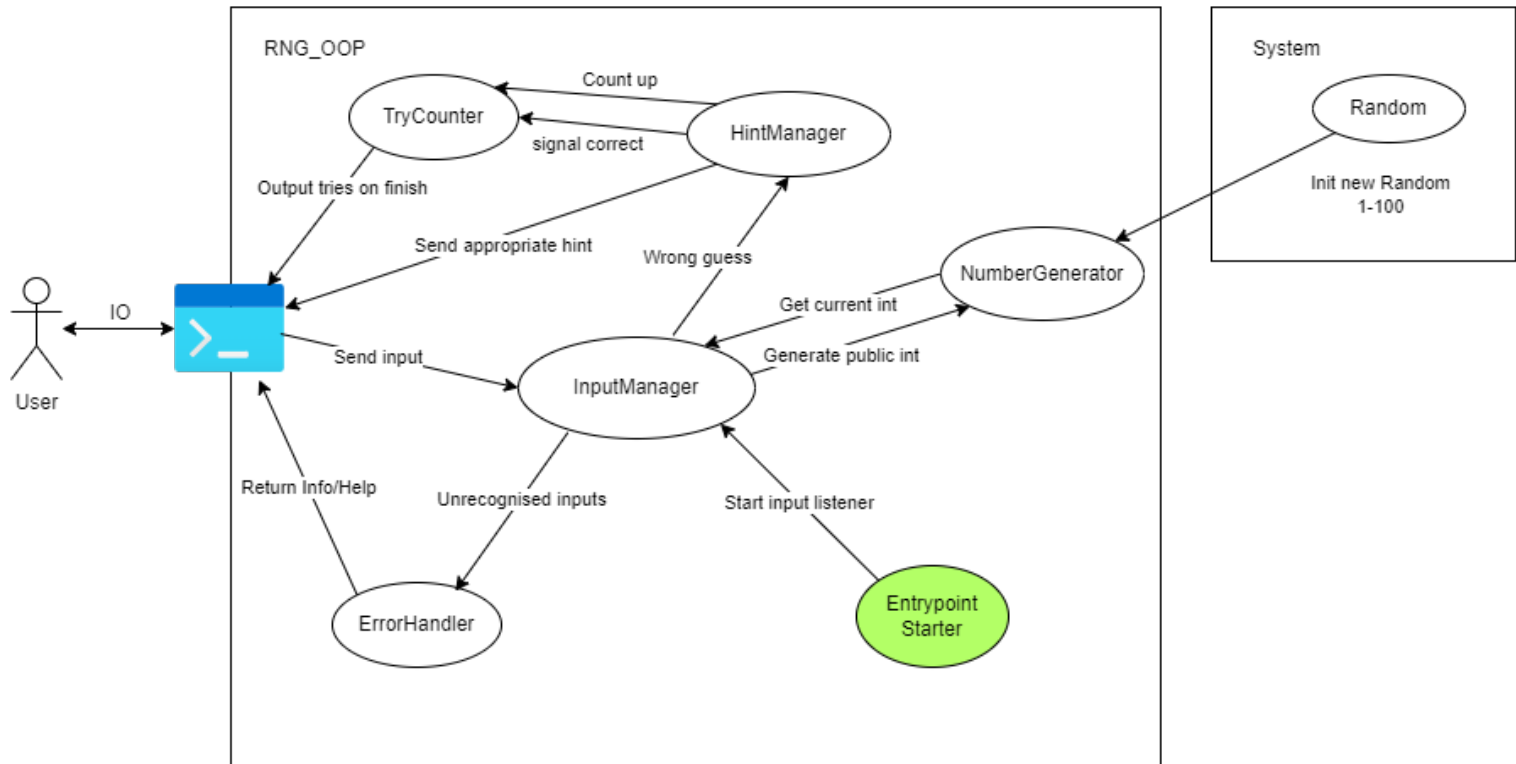 RNG_OOP
System
Count up
TryCounter
HintManager
Random
signal correct
Output tries on finish
Init new Random
1-100
Send appropriate hint
Wrong guess
NumberGenerator
IO
Get current int
Send input
Generate public int
InputManager
User
Return Info/Help
Unrecognised inputs
Start input listener
Entrypoint
Starter
ErrorHandler